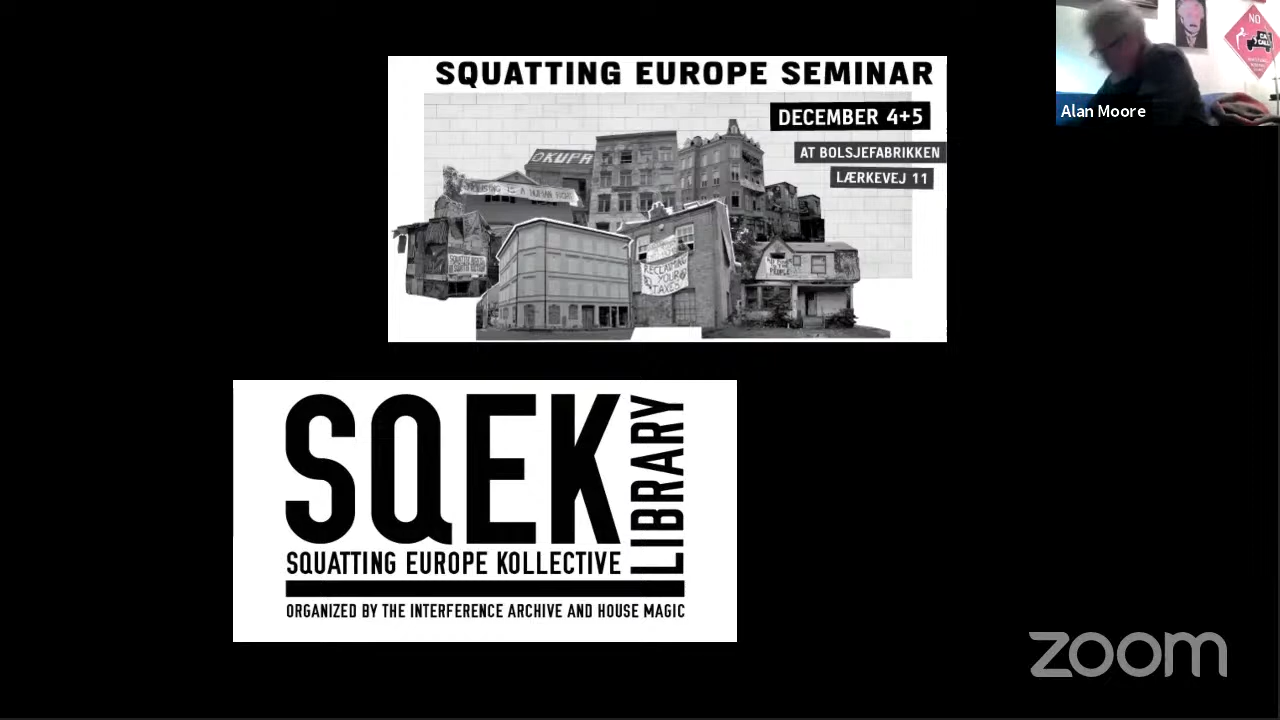 SQUATTING EUROPE SEMINAR
DECEMBER 4+5
AT BOLSJEFABRIKKEN
LÆRKEVEJ 11
OKUPA
RECLAIMING
YOUR
TAXES
SQEK
LIBRARY
SQUATTING EUROPE KOLLECTIVE
ORGANIZED BY THE INTERFERENCE ARCHIVE AND HOUSE MAGIC
NO
Alan Moore
zoom